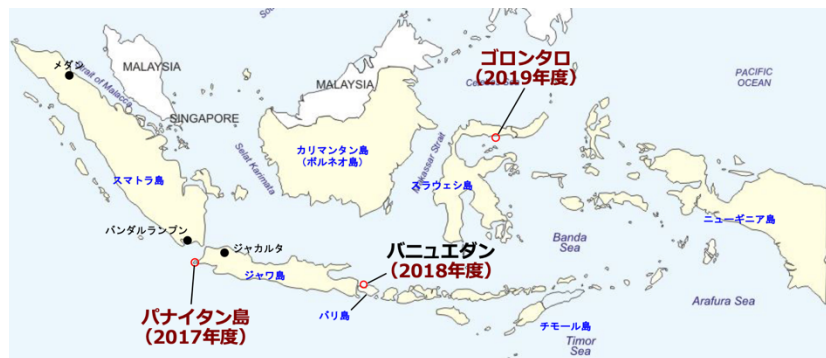 ゴロンタロ
(2019年度)
メダン
MALAYSIA
Strait of Malacca
MALAYSIA
PACIFIC
OCEAN
SINGAPORE
カリマンタン島
(ボルネオ島)
Selat Karimata
Makassar Strait
スマトラ島
スラウェシ島
ニューギニア島
バンダルランプン
ジャカルタ
バニュエダン
(2018年度)
Banda
Sea
ジャワ島
パナイタン島
(2017年度)
バリ島
チモール島
Arafura Sea
Timor
Sea